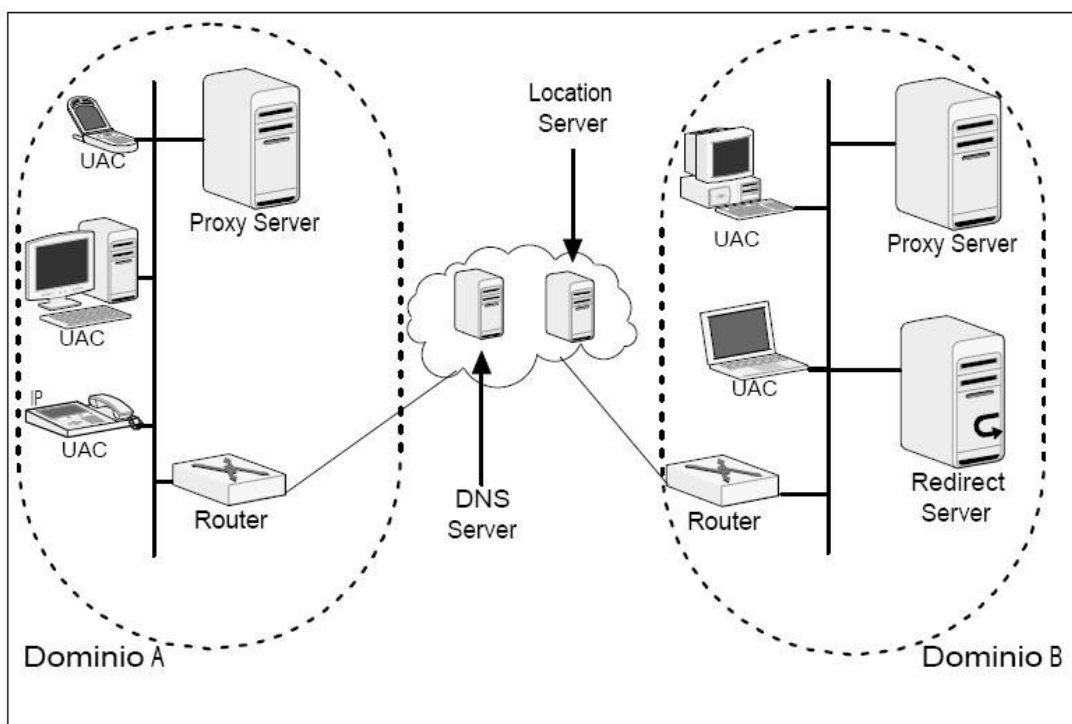 UAC
Proxy Server
UAC
IP
UAC
Router
Dominio A
Location
Server
DNS
Server
UAC
Proxy Server
UAC
Redirect
Server
Router
Dominio B